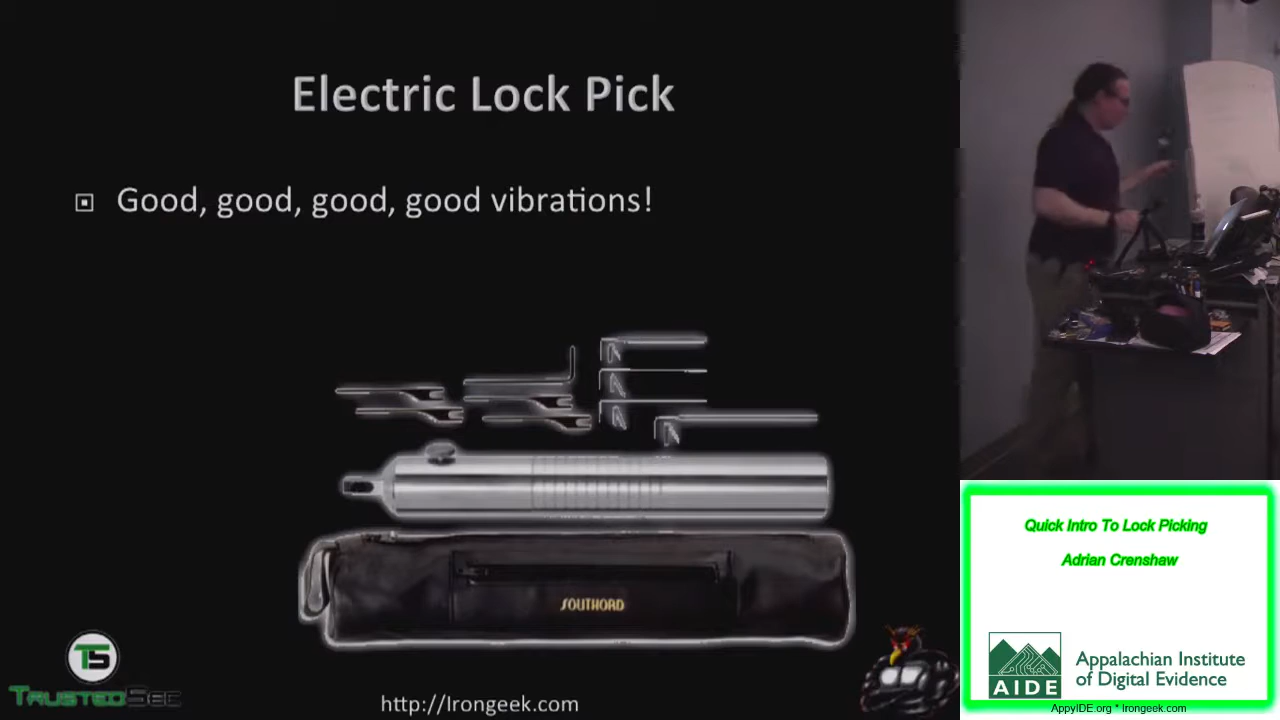 Electric Lock Pick
Good, good, good, good vibrations!
SOUTHORD
TS
TRUSTEDSEC
http://Irongeek.com
Quick Intro To Lock Picking
Adrian Crenshaw
AIDE
Appalachian Institute
of Digital Evidence
AppyIDE.org * Irongeek.com